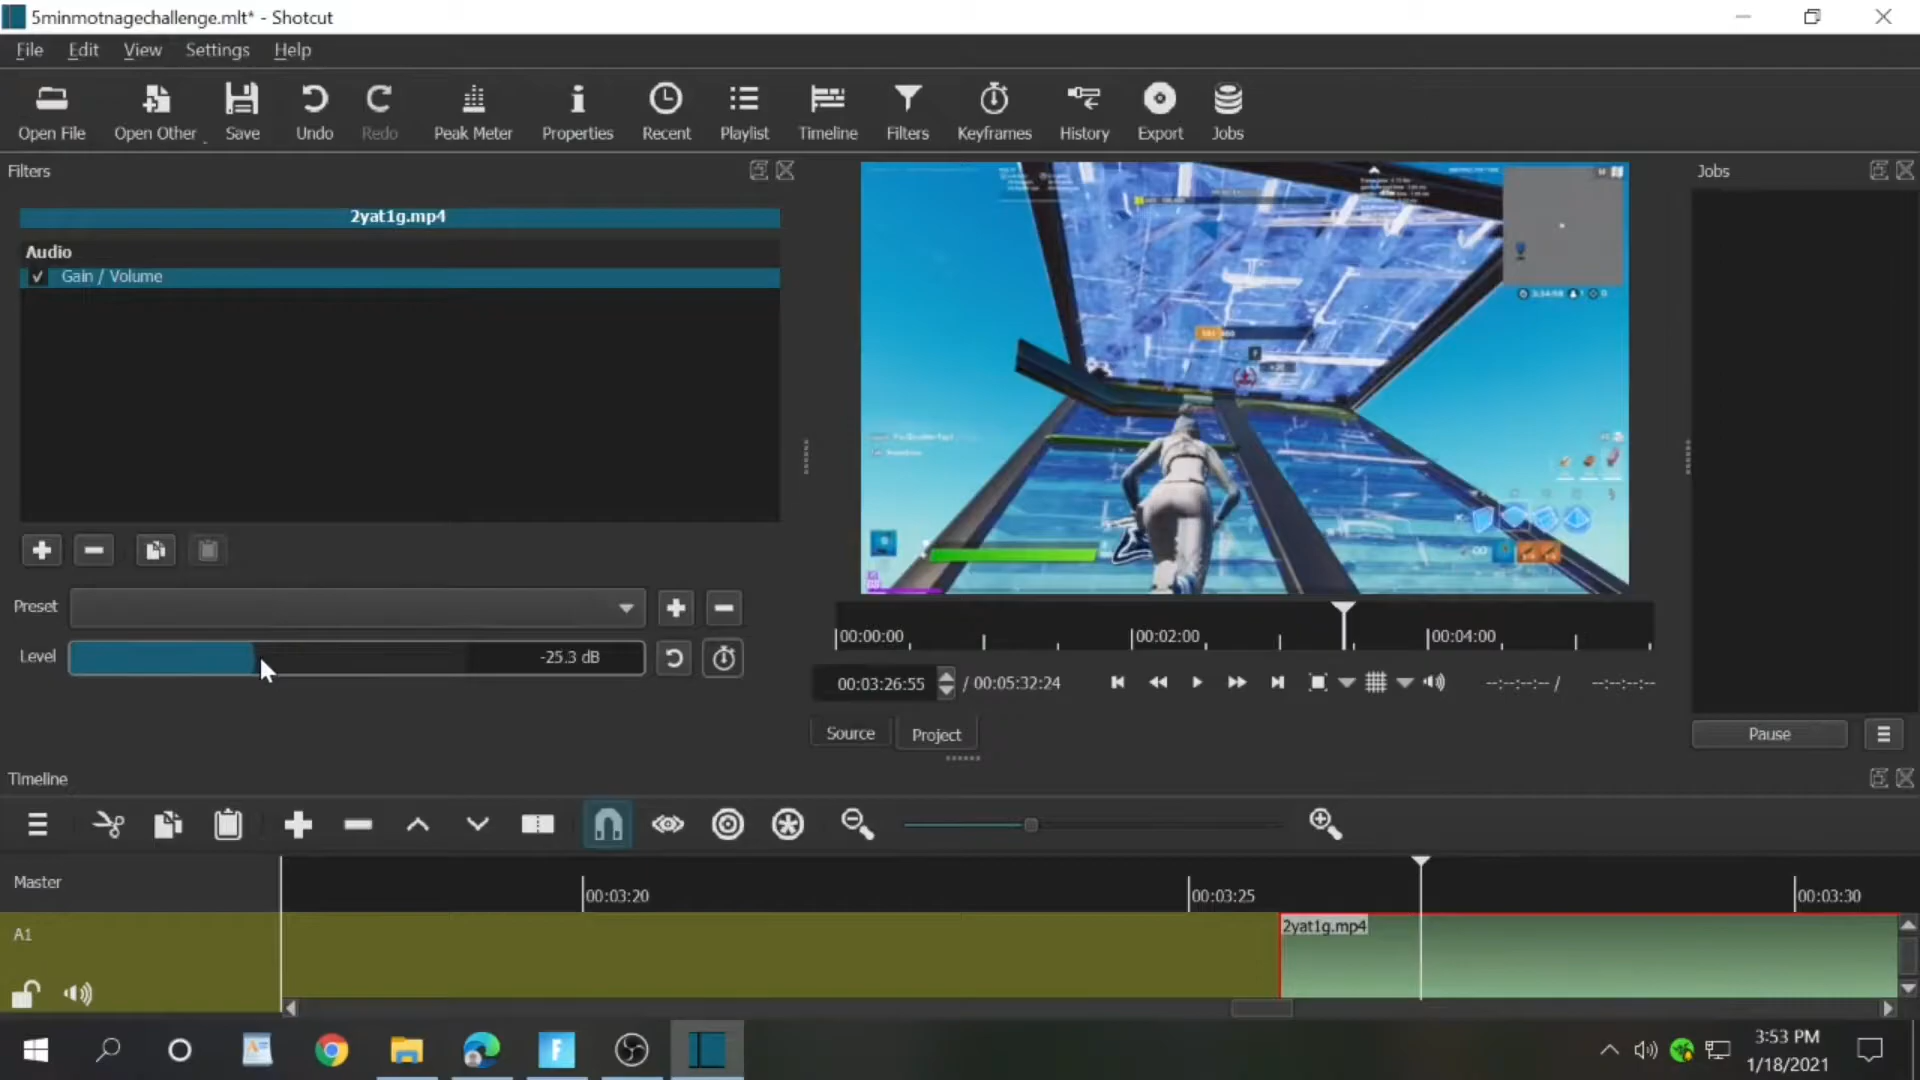 5minmotnagechallenge.mlt* - Shotcut
File Edit View Settings Help
Open File Open Other Save Undo Redo Peak Meter Properties Recent Playlist Timeline Filters Keyframes History Export Jobs
Filters
2yat1g.mp4
Audio
Gain / Volume
Preset
Level -25.3 dB
00:00:00 00:02:00 00:04:00
00:03:26:55 / 00:05:32:24 --:--:--:-- / --:--:--:--
Source Project
Jobs
Pause
Timeline
Master
00:03:20 00:03:25 00:03:30
A1
2yat1g.mp4
3:53 PM
1/18/2021